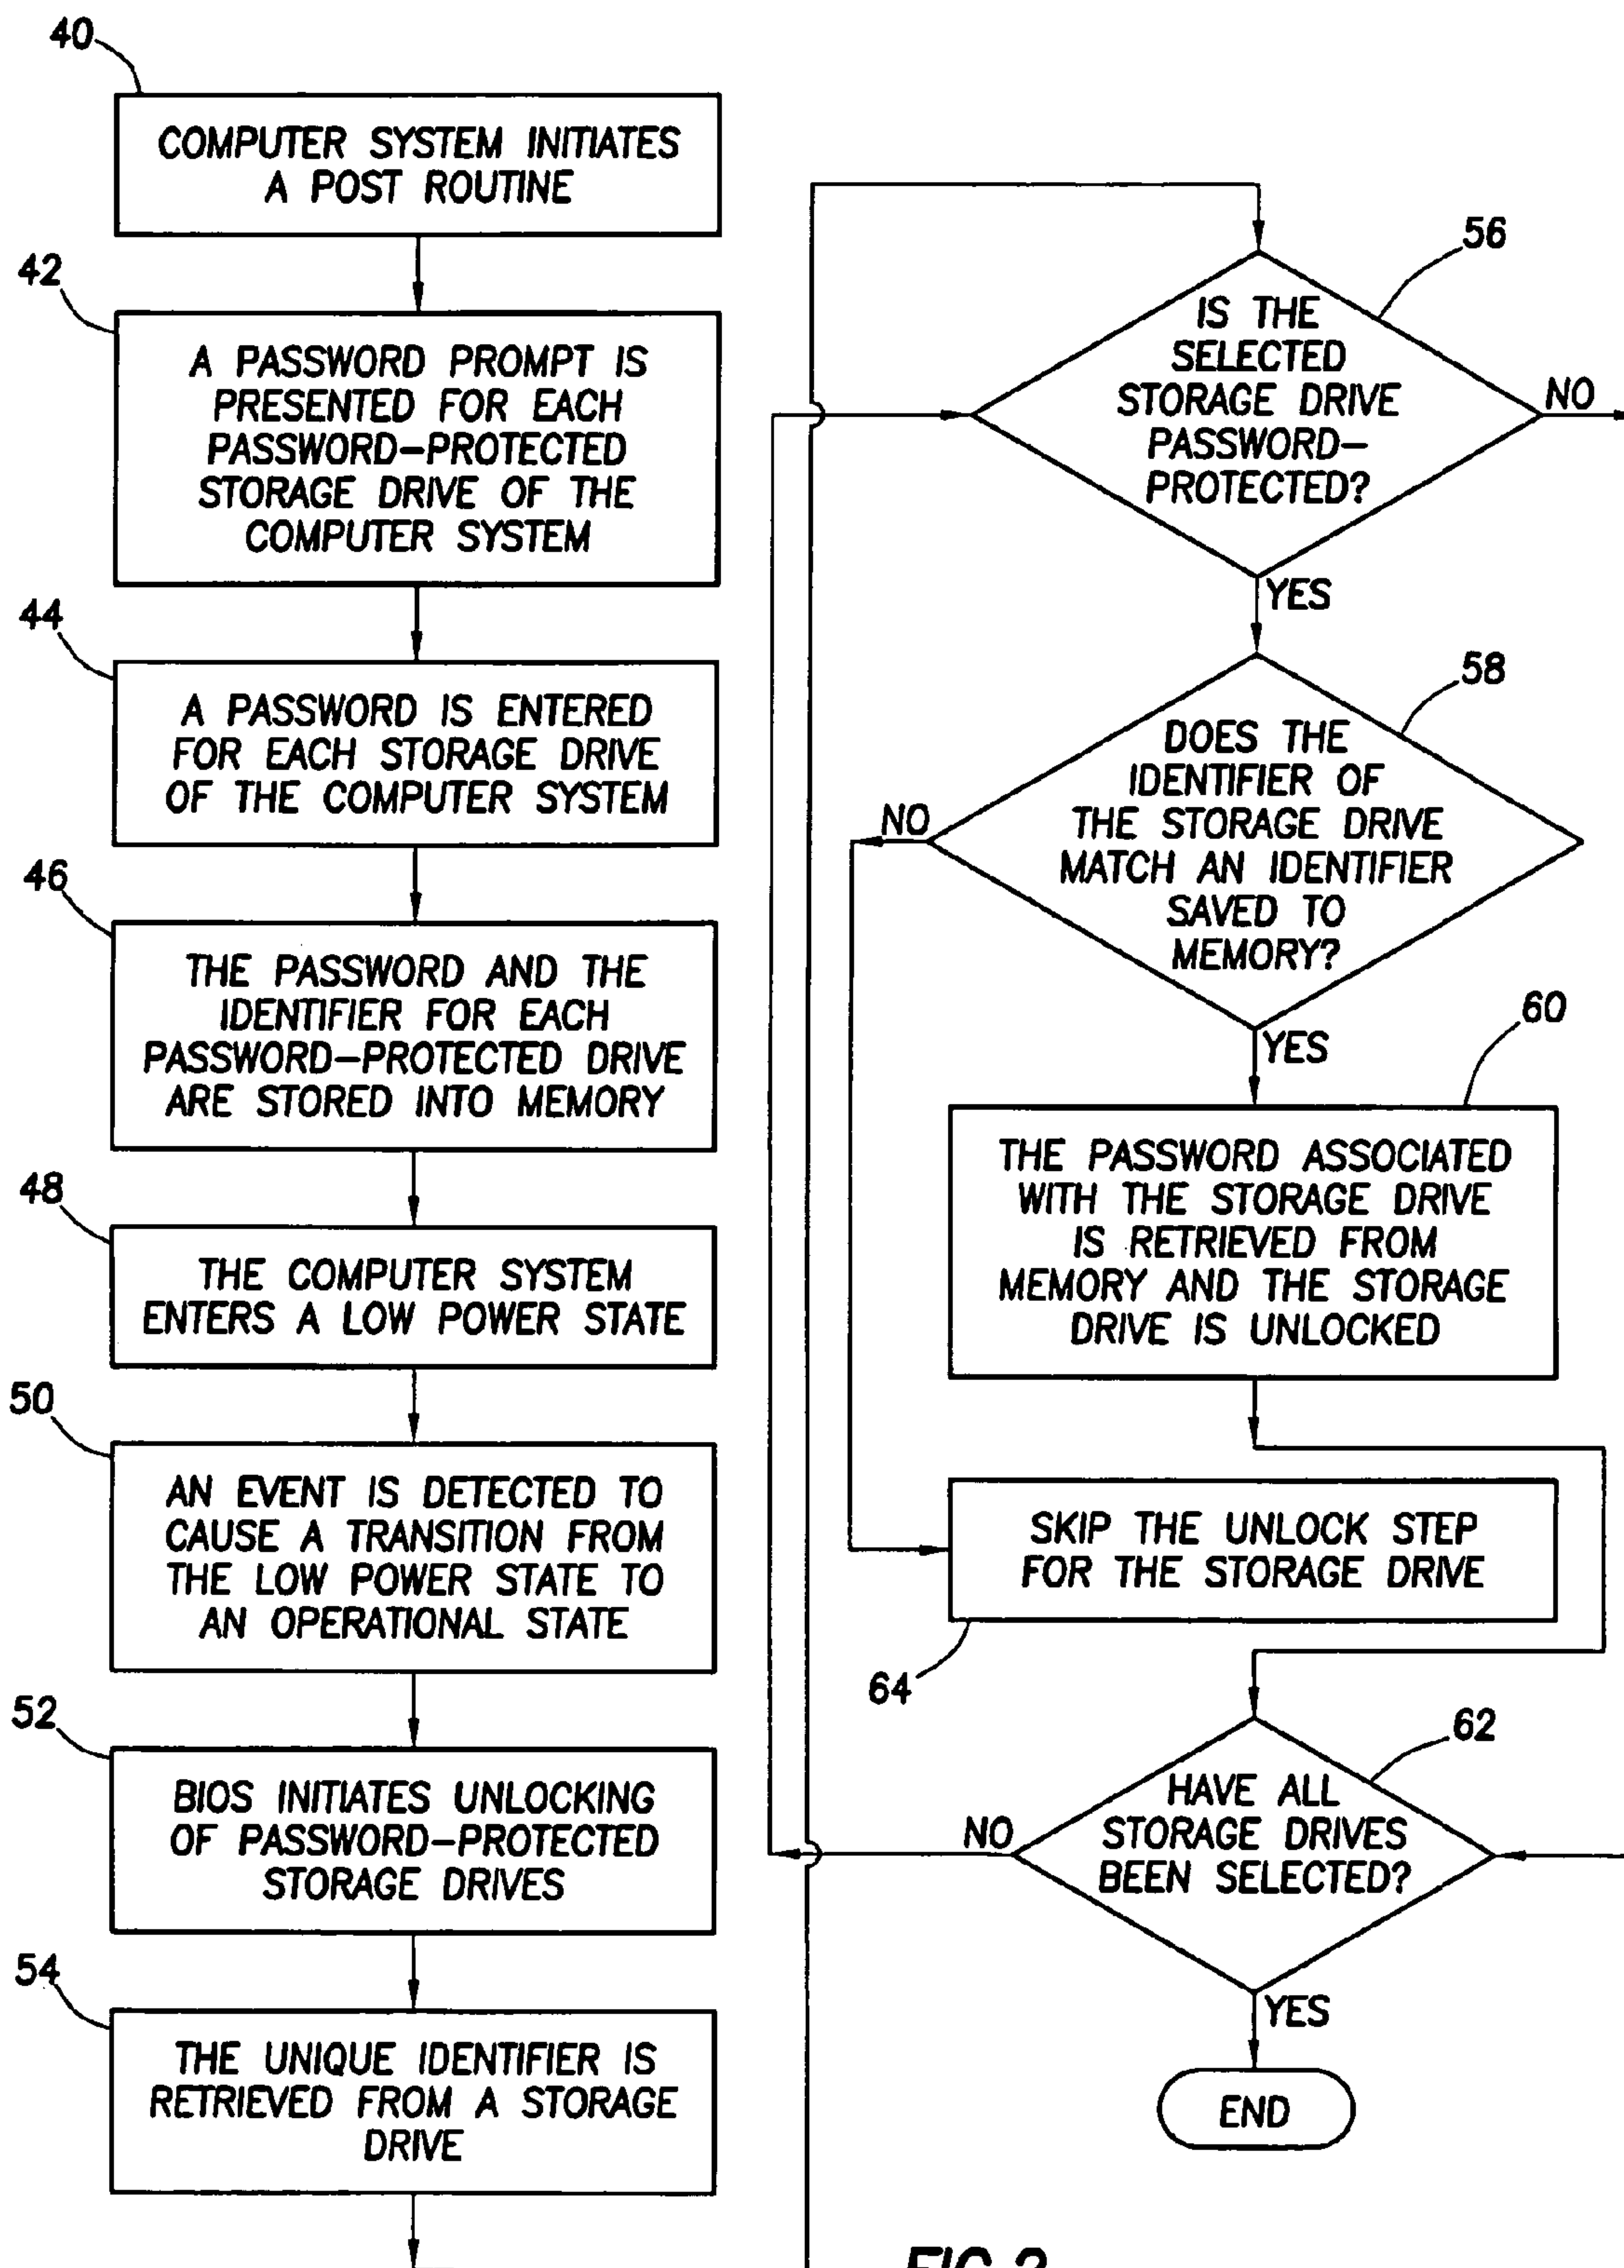 40
COMPUTER SYSTEM INITIATES
A POST ROUTINE
42
A PASSWORD PROMPT IS
PRESENTED FOR EACH
PASSWORD-PROTECTED
STORAGE DRIVE OF THE
COMPUTER SYSTEM
44
A PASSWORD IS ENTERED
FOR EACH STORAGE DRIVE
OF THE COMPUTER SYSTEM
46
THE PASSWORD AND THE
IDENTIFIER FOR EACH
PASSWORD-PROTECTED DRIVE
ARE STORED INTO MEMORY
48
THE COMPUTER SYSTEM
ENTERS A LOW POWER STATE
50
AN EVENT IS DETECTED TO
CAUSE A TRANSITION FROM
THE LOW POWER STATE TO
AN OPERATIONAL STATE
52
BIOS INITIATES UNLOCKING
OF PASSWORD-PROTECTED
STORAGE DRIVES
54
THE UNIQUE IDENTIFIER IS
RETRIEVED FROM A STORAGE
DRIVE
56
IS THE
SELECTED
STORAGE DRIVE
PASSWORD-
PROTECTED?
NO
YES
58
DOES THE
IDENTIFIER OF
THE STORAGE DRIVE
MATCH AN IDENTIFIER
SAVED TO
MEMORY?
NO
YES
60
THE PASSWORD ASSOCIATED
WITH THE STORAGE DRIVE
IS RETRIEVED FROM
MEMORY AND THE STORAGE
DRIVE IS UNLOCKED
SKIP THE UNLOCK STEP
FOR THE STORAGE DRIVE
64
62
HAVE ALL
STORAGE DRIVES
BEEN SELECTED?
NO
YES
END